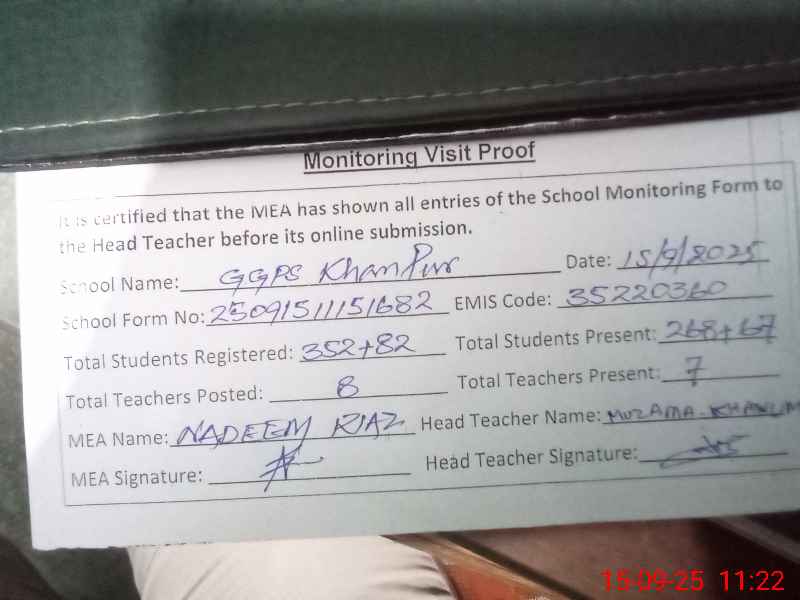 Monitoring Visit Proof
It is certified that the MEA has shown all entries of the School Monitoring Form to
the Head Teacher before its online submission.
School Name: GGPS Khanpur Date: 15/9/2025
School Form No: 25091511151682 EMIS Code: 35220360
Total Students Registered: 352+82 Total Students Present: 268+67
Total Teachers Posted: 8 Total Teachers Present: 7
MEA Name: NADEEM RIAZ Head Teacher Name: KHANUM
MEA Signature: Head Teacher Signature:
15-09-25 11:22